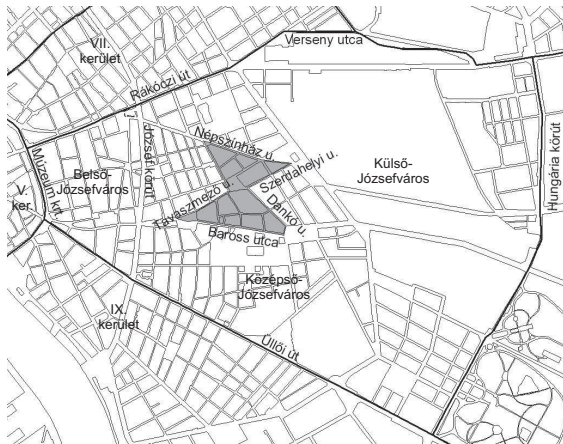 VII.
kerület
Verseny utca
Rákóczi út
Népszínház u.
József körút
Múzeum krt.
Belső-
Józsefváros
V.
ker.
Tavaszmező u.
Szerdahelyi u.
Dankó u.
Külső-
Józsefváros
Hungária körút
Baross utca
Középső-
Józsefváros
IX.
kerület
Üllői út